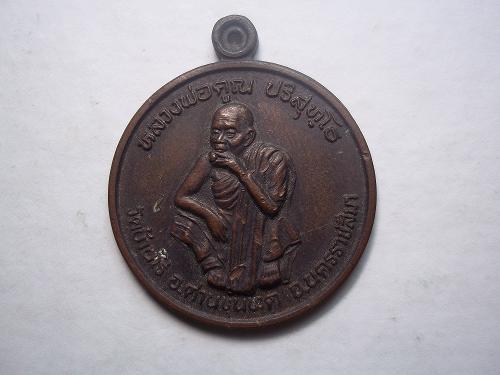 หลวงพ่อคูณ ปริสุทฺโธ
วัดบ้านไร่ อ.ด่านขุนทด จ.นครราชสีมา